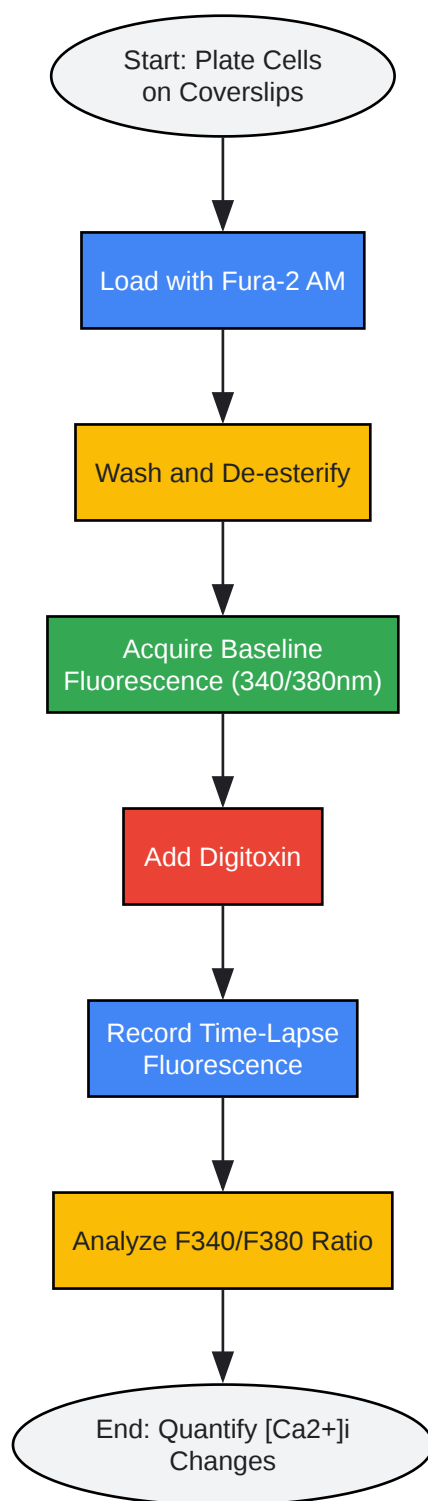 Start: Plate Cells
on Coverslips
Load with Fura-2 AM
Wash and De-esterify
Acquire Baseline
Fluorescence (340/380nm)
Add Digitoxin
Record Time-Lapse
Fluorescence
Analyze F340/F380 Ratio
End: Quantify [Ca2+]i
Changes